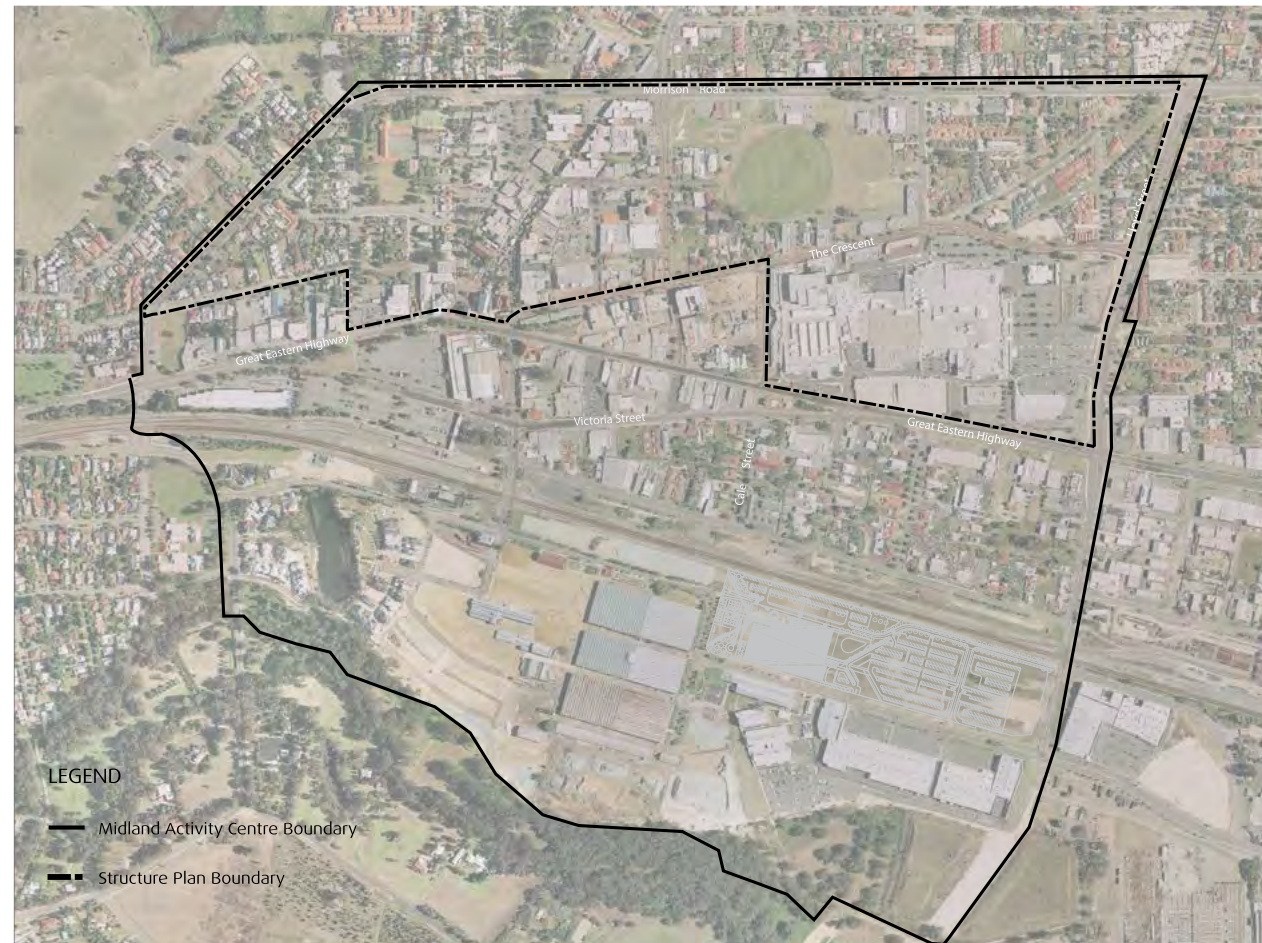 Morrison Road
The Crescent
Great Eastern Highway
Victoria Street
Great Eastern Highway
Cale Street
LEGEND
Midland Activity Centre Boundary
Structure Plan Boundary